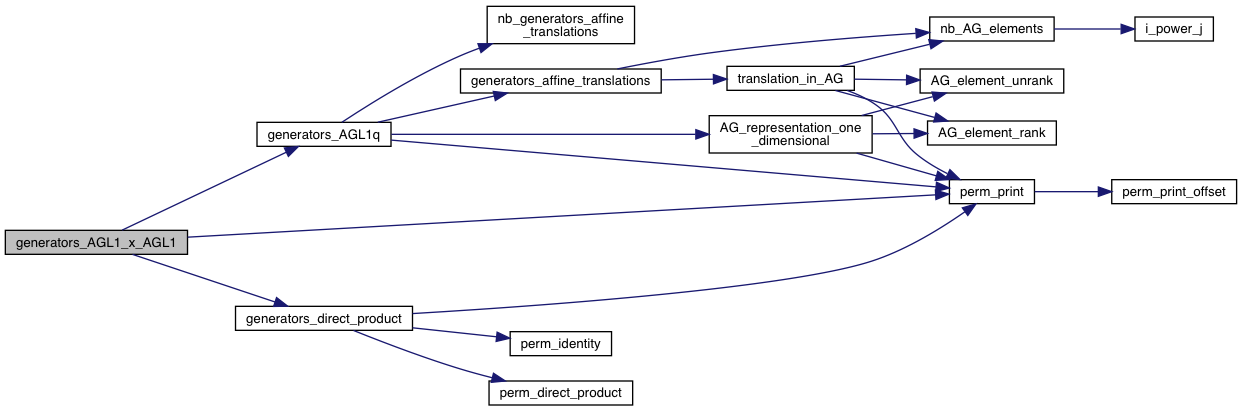 generators_AGL1_x_AGL1
generators_AGL1q
generators_direct_product
nb_generators_affine
_translations
generators_affine_translations
perm_identity
perm_direct_product
translation_in_AG
AG_representation_one
_dimensional
nb_AG_elements
AG_element_unrank
AG_element_rank
perm_print
i_power_j
perm_print_offset